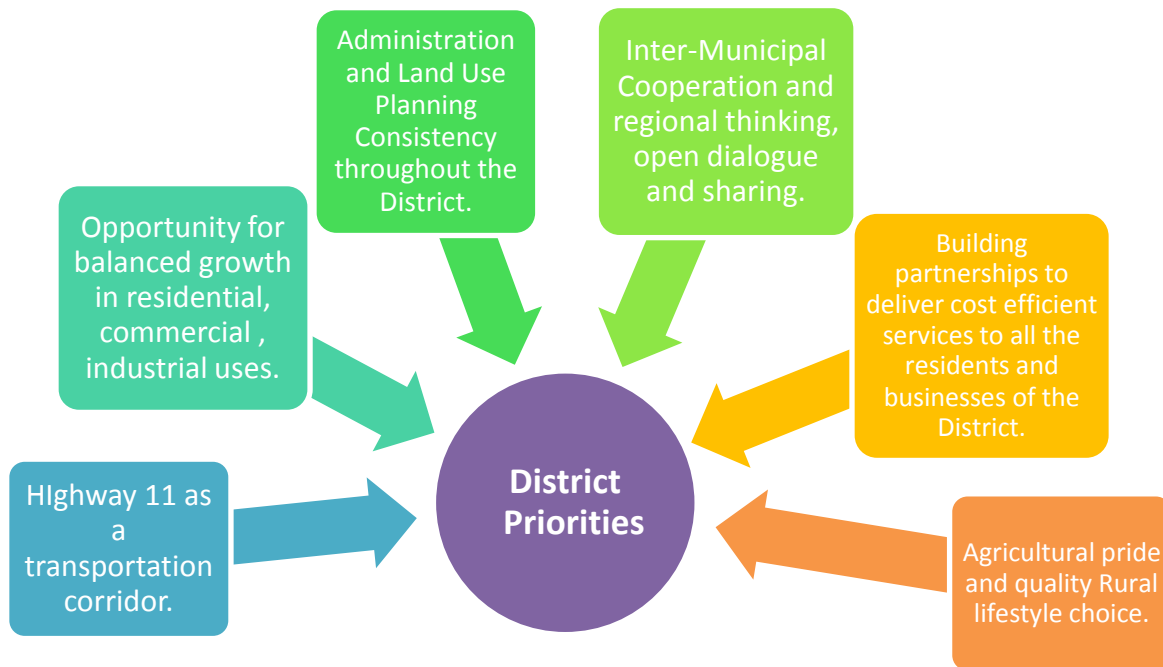 Administration
and Land Use
Planning
Consistency
throughout the
District.
Inter-Municipal
Cooperation and
regional thinking,
open dialogue
and sharing.
Opportunity for
balanced growth
in residential,
commercial ,
industrial uses.
Building
partnerships to
deliver cost efficient
services to all the
residents and
businesses of the
District.
HIghway 11 as
a
transportation
corridor.
District
Priorities
Agricultural pride
and quality Rural
lifestyle choice.